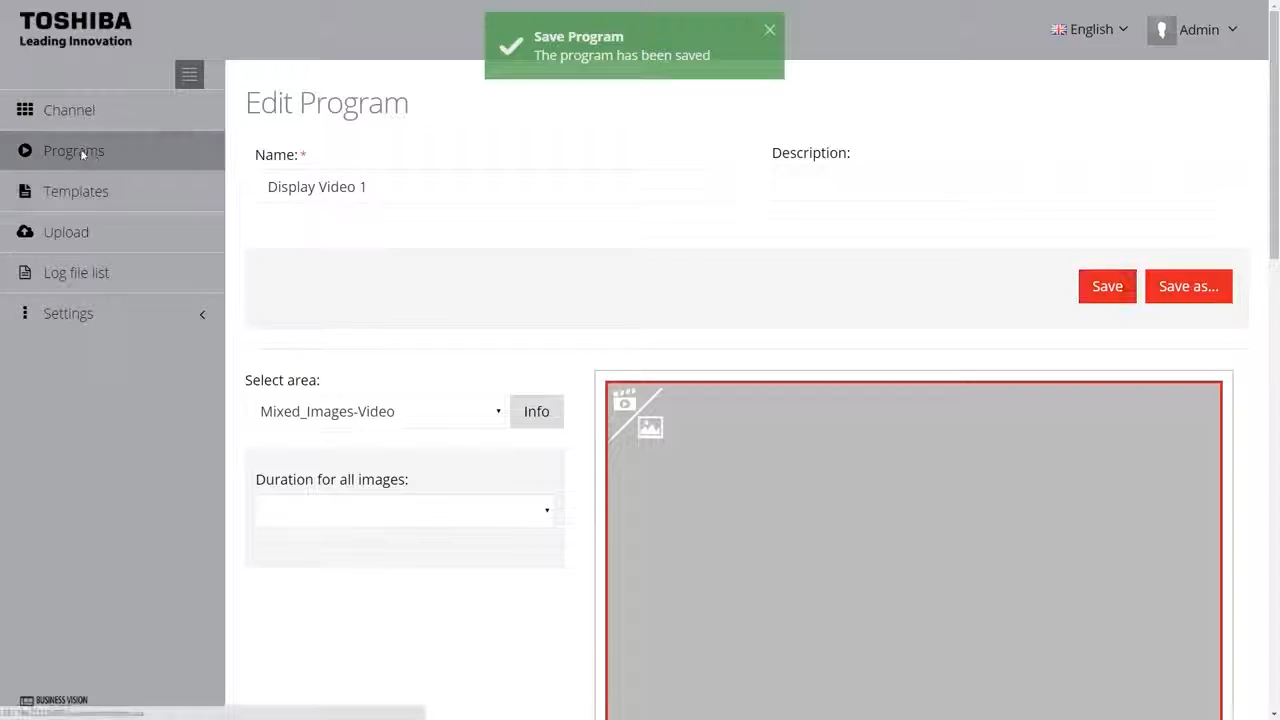 TOSHIBA
Leading Innovation
Save Program
The program has been saved
English
Admin
Channel
Programs
Templates
Upload
Log file list
Settings
Edit Program
Name: *
Description:
Display Video 1
Save
Save as...
Select area:
Mixed_Images-Video
Info
Duration for all images:
BUSINESS VISION